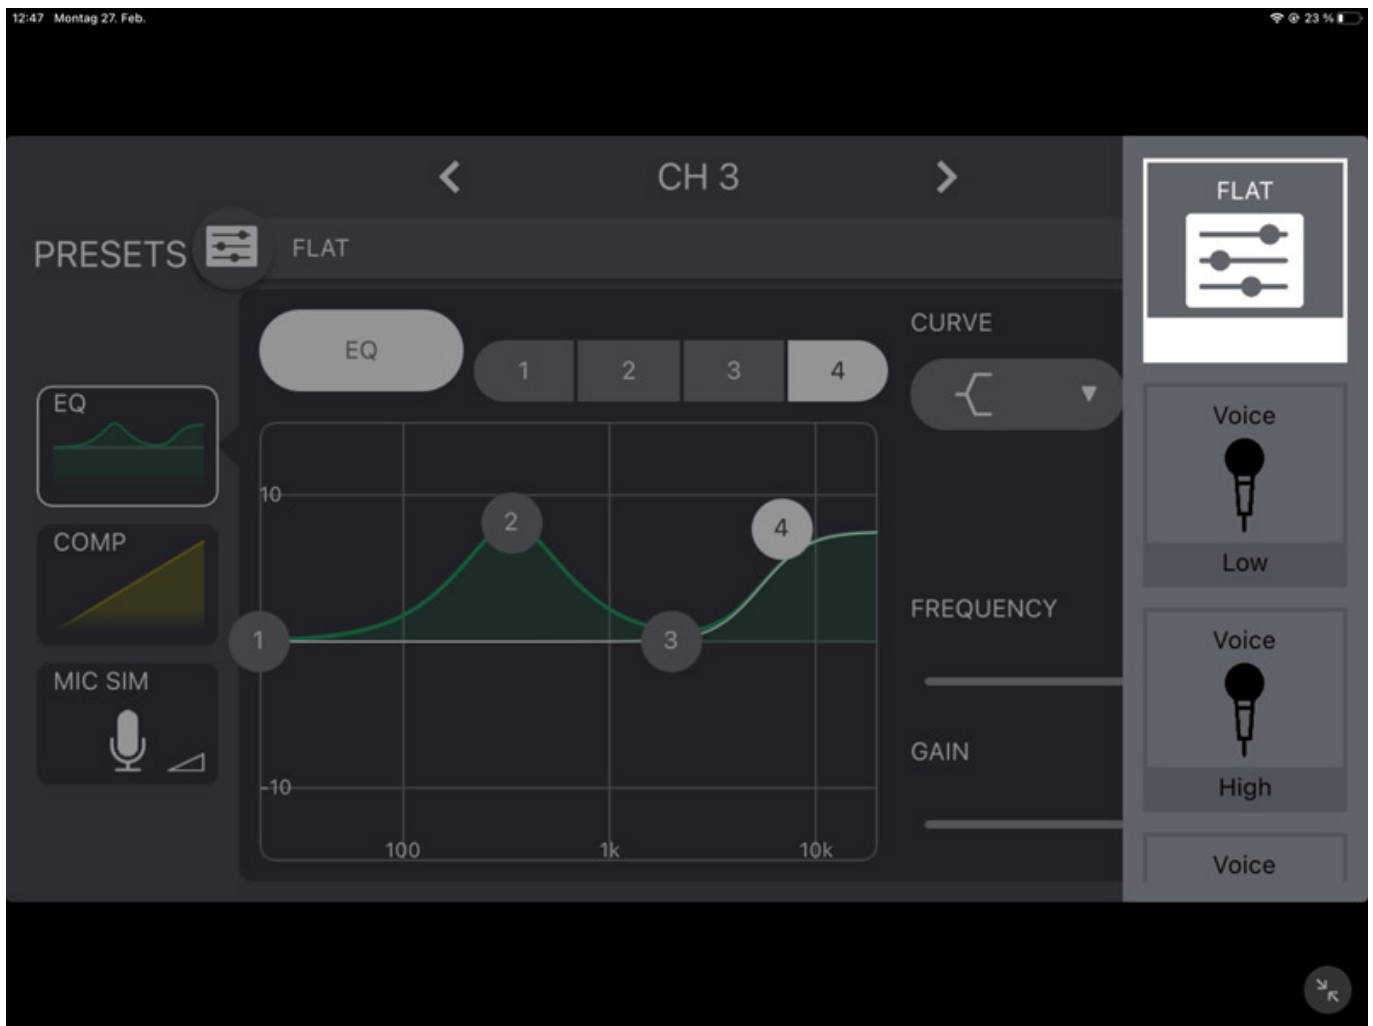 12:47 Montag 27. Feb.
23 %
CH 3
PRESETS
FLAT
EQ
1
2
3
4
CURVE
EQ
COMP
MIC SIM
10
-10
100
1k
10k
1
2
3
4
FREQUENCY
GAIN
FLAT
Voice
Low
Voice
High
Voice